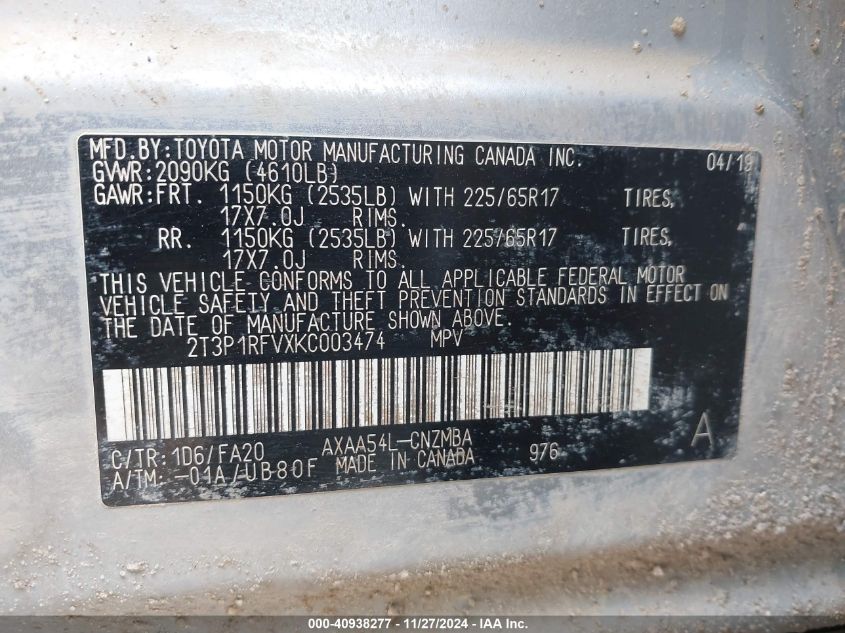 MFD.BY:TOYOTA MOTOR MANUFACTURING CANADA INC. 04/19
GVWR:2090KG (4610LB)
GAWR:FRT. 1150KG (2535LB) WITH 225/65R17 TIRES,
17X7.0J RIMS.
RR. 1150KG (2535LB) WITH 225/65R17 TIRES,
17X7.0J RIMS.
THIS VEHICLE CONFORMS TO ALL APPLICABLE FEDERAL MOTOR
VEHICLE SAFETY AND THEFT PREVENTION STANDARDS IN EFFECT ON
THE DATE OF MANUFACTURE SHOWN ABOVE.
2T3P1RFVXKC003474 MPV
C/TR:1D6/FA20 AXAA54L-CNZMBA 976 A
A/TM:-01A/UB80F MADE IN CANADA
000-40938277 - 11/27/2024 - IAA Inc.